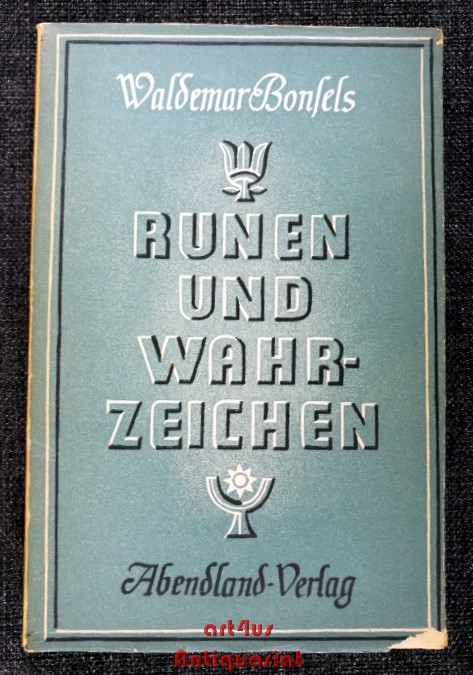 Waldemar Bonſels
RUNEN
UND
WAHR-
ZEICHEN
Abendland-Verlag
art4us
Antiquariat